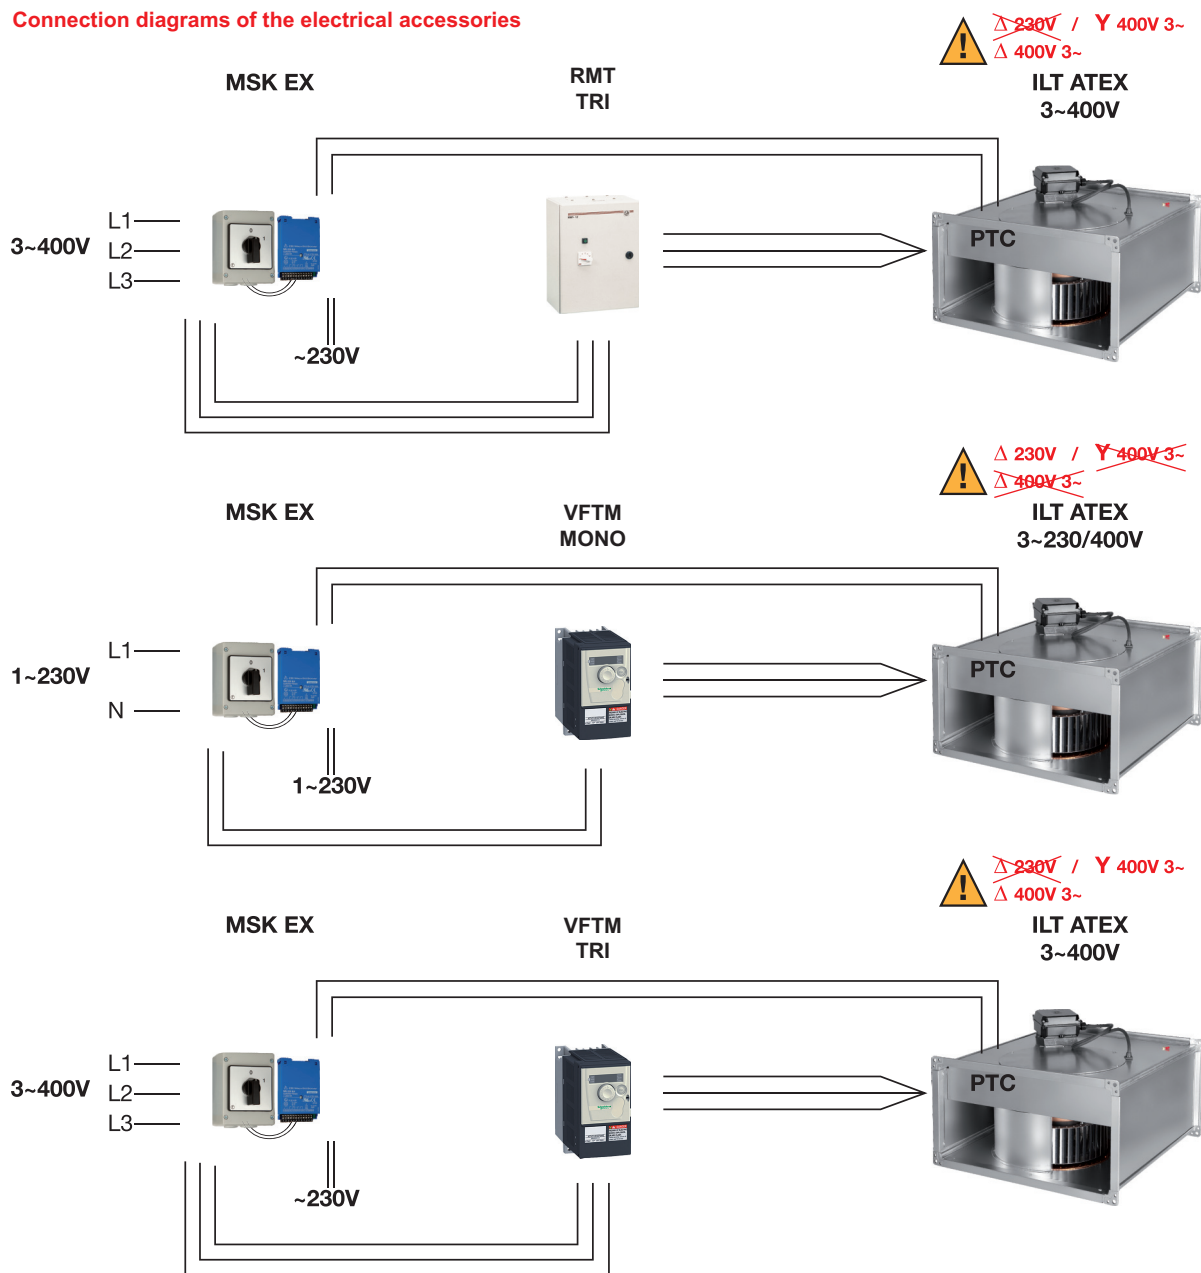 Connection diagrams of the electrical accessories
Δ 230V / Y 400V 3~
Δ 400V 3~
MSK EX
RMT
TRI
ILT ATEX
3~400V
L1
3~400V
L2
L3
PTC
~230V
Δ 230V / Y 400V 3~
Δ 400V 3~
MSK EX
VFTM
MONO
ILT ATEX
3~230/400V
L1
1~230V
N
PTC
1~230V
Δ 230V / Y 400V 3~
Δ 400V 3~
MSK EX
VFTM
TRI
ILT ATEX
3~400V
L1
3~400V
L2
L3
PTC
~230V